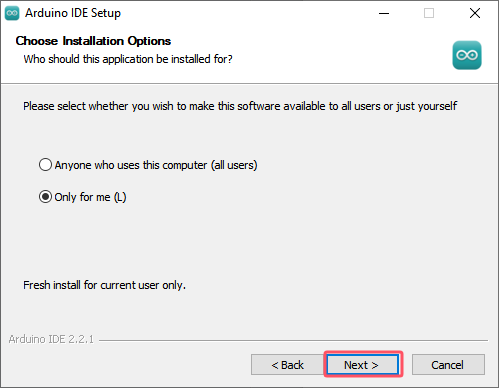 Arduino IDE Setup
Choose Installation Options
Who should this application be installed for?
Please select whether you wish to make this software available to all users or just yourself
Anyone who uses this computer (all users)
Only for me (L)
Fresh install for current user only.
Arduino IDE 2.2.1
< Back
Next >
Cancel